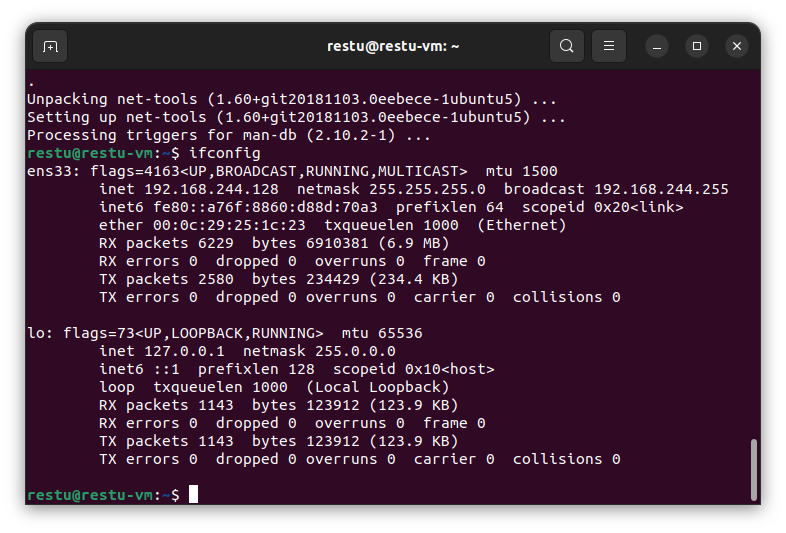 restu@restu-vm: ~
.
Unpacking net-tools (1.60+git20181103.0eebece-1ubuntu5) ...
Setting up net-tools (1.60+git20181103.0eebece-1ubuntu5) ...
Processing triggers for man-db (2.10.2-1) ...
restu@restu-vm:~$ ifconfig
ens33: flags=4163<UP,BROADCAST,RUNNING,MULTICAST>  mtu 1500
        inet 192.168.244.128  netmask 255.255.255.0  broadcast 192.168.244.255
        inet6 fe80::a76f:8860:d88d:70a3  prefixlen 64  scopeid 0x20<link>
        ether 00:0c:29:25:1c:23  txqueuelen 1000  (Ethernet)
        RX packets 6229  bytes 6910381 (6.9 MB)
        RX errors 0  dropped 0  overruns 0  frame 0
        TX packets 2580  bytes 234429 (234.4 KB)
        TX errors 0  dropped 0 overruns 0  carrier 0  collisions 0

lo: flags=73<UP,LOOPBACK,RUNNING>  mtu 65536
        inet 127.0.0.1  netmask 255.0.0.0
        inet6 ::1  prefixlen 128  scopeid 0x10<host>
        loop  txqueuelen 1000  (Local Loopback)
        RX packets 1143  bytes 123912 (123.9 KB)
        RX errors 0  dropped 0  overruns 0  frame 0
        TX packets 1143  bytes 123912 (123.9 KB)
        TX errors 0  dropped 0 overruns 0  carrier 0  collisions 0

restu@restu-vm:~$